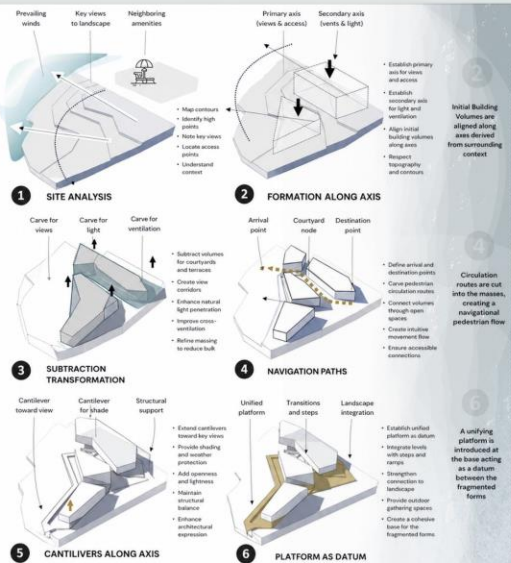 Prevailing
winds
Key views
to landscape
Neighboring
amenities
• Map contours
• Identify high
points
• Note key views
• Locate access
points
• Understand
context
1 SITE ANALYSIS
Primary axis
(views & access)
Secondary axis
(vents & light)
• Establish primary
axis for views
and access
• Establish
secondary axis
for light and
ventilation
• Align initial
building volumes
along axes
• Respect
topography
and contours
2 FORMATION ALONG AXIS
2
Initial Building
Volumes are
aligned along
axes derived
from surrounding
context
Carve for
views
Carve for
light
Carve for
ventilation
• Subtract volumes
for courtyards
and terraces
• Create view
corridors
• Enhance natural
light penetration
• Improve cross-
ventilation
• Refine massing
to reduce bulk
3 SUBTRACTION
TRANSFORMATION
Arrival
point
Courtyard
node
Destination
point
• Define arrival and
destination points
• Carve pedestrian
circulation routes
• Connect volumes
through open
spaces
• Create intuitive
movement flow
• Ensure accessible
connections
4 NAVIGATION PATHS
4
Circulation
routes are cut
into the masses,
creating a
navigational
pedestrian flow
Cantilever
toward view
Cantilever
for shade
Structural
support
• Extend cantilevers
toward key views
• Provide shading
and weather
protection
• Add openness
and lightness
• Maintain
structural
balance
• Enhance
architectural
expression
5 CANTILIVERS ALONG AXIS
Unified
platform
Transitions
and steps
Landscape
integration
• Establish unified
platform as datum
• Integrate levels
with steps and
ramps
• Strengthen
connection to
landscape
• Provide outdoor
gathering spaces
• Create a cohesive
base for the
fragmented forms
6 PLATFORM AS DATUM
6
A unifying
platform is
introduced at
the base acting
as a datum
between the
fragmented
forms